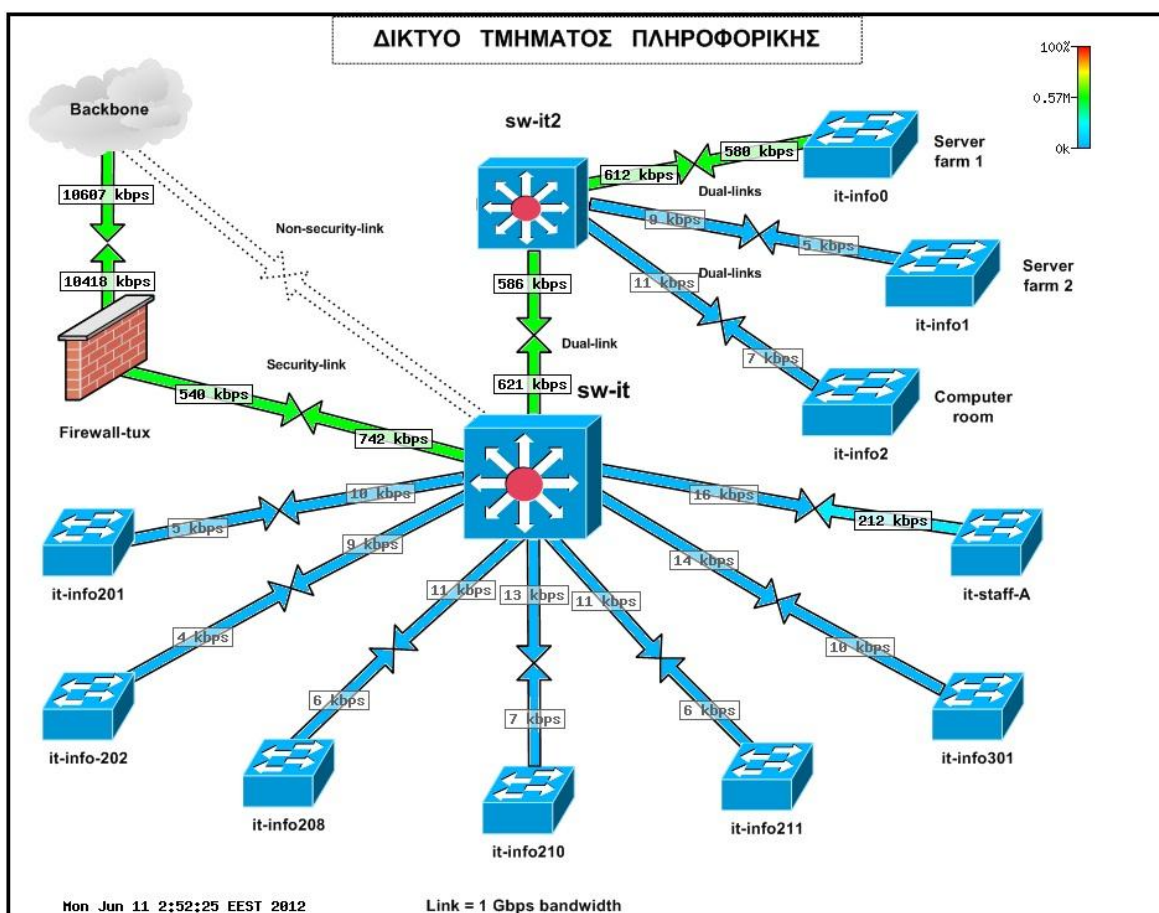 ΔΙΚΤΥΟ ΤΜΗΜΑΤΟΣ ΠΛΗΡΟΦΟΡΙΚΗΣ
100%
0.57M
0k
Backbone
sw-it2
Server
farm 1
it-info0
580 kbps
612 kbps
Dual-links
10607 kbps
Non-security-link
9 kbps
5 kbps
Server
farm 2
it-info1
10418 kbps
586 kbps
Dual-links
11 kbps
Dual-link
7 kbps
Security-link
621 kbps
sw-it
540 kbps
Computer
room
it-info2
Firewall-tux
742 kbps
10 kbps
16 kbps
5 kbps
212 kbps
9 kbps
14 kbps
it-info201
it-staff-A
11 kbps
13 kbps
11 kbps
4 kbps
10 kbps
6 kbps
7 kbps
6 kbps
it-info-202
it-info301
it-info208
it-info211
it-info210
Mon Jun 11 2:52:25 EEST 2012
Link = 1 Gbps bandwidth